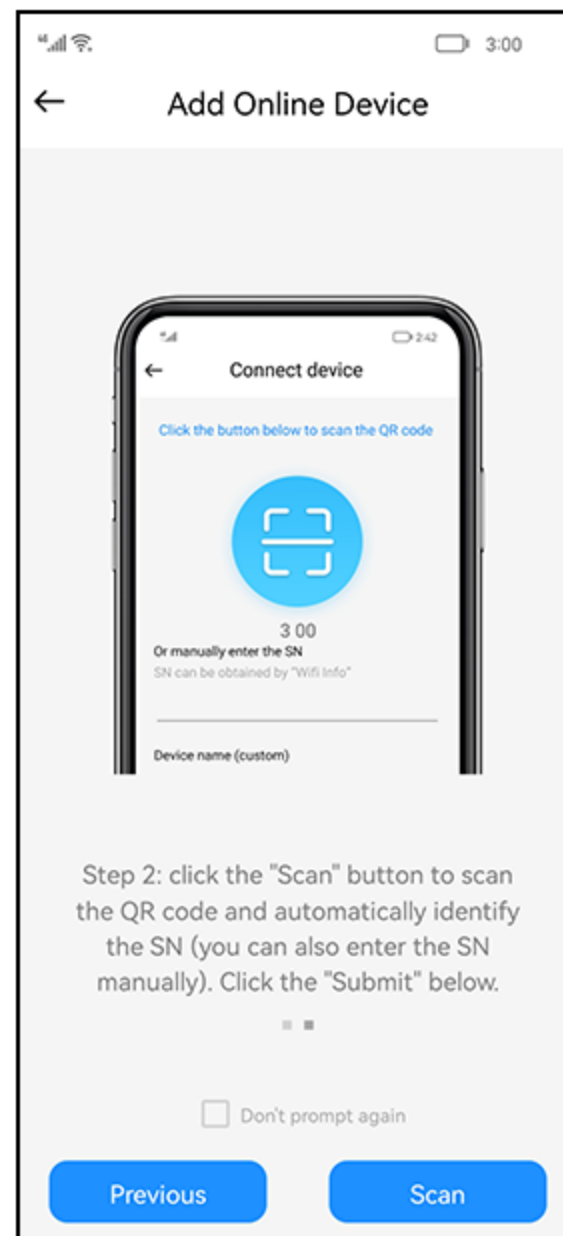 3:00
Add Online Device
2:42
Connect device
Click the button below to scan the QR code
3 00
Or manually enter the SN
SN can be obtained by "Wifi Info"
Device name (custom)
Step 2: click the "Scan" button to scan
the QR code and automatically identify
the SN (you can also enter the SN
manually). Click the "Submit" below.
Don't prompt again
Previous
Scan